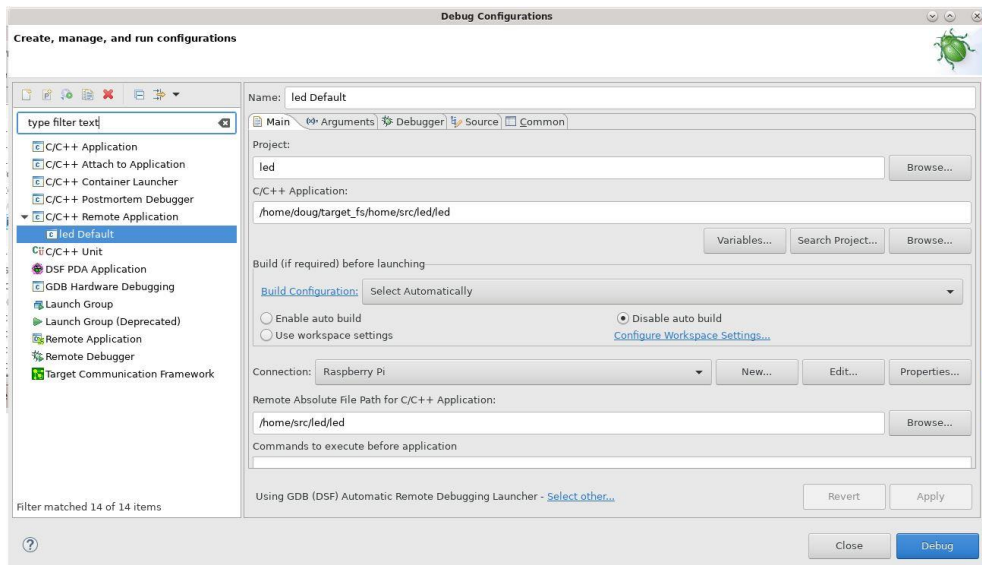 Debug Configurations
Create, manage, and run configurations
type filter text
C/C++ Application
C/C++ Attach to Application
C/C++ Container Launcher
C/C++ Postmortem Debugger
C/C++ Remote Application
led Default
C/C++ Unit
DSF PDA Application
GDB Hardware Debugging
Launch Group
Launch Group (Deprecated)
Remote Application
Remote Debugger
Target Communication Framework
Filter matched 14 of 14 items
Name: led Default
Main Arguments Debugger Source Common
Project:
led Browse...
C/C++ Application:
/home/doug/target_fs/home/src/led/led
Variables... Search Project... Browse...
Build (if required) before launching
Build Configuration: Select Automatically
Enable auto build Disable auto build
Use workspace settings Configure Workspace Settings...
Connection: Raspberry Pi New... Edit... Properties...
Remote Absolute File Path for C/C++ Application:
/home/src/led/led Browse...
Commands to execute before application
Using GDB (DSF) Automatic Remote Debugging Launcher - Select other... Revert Apply
? Close Debug